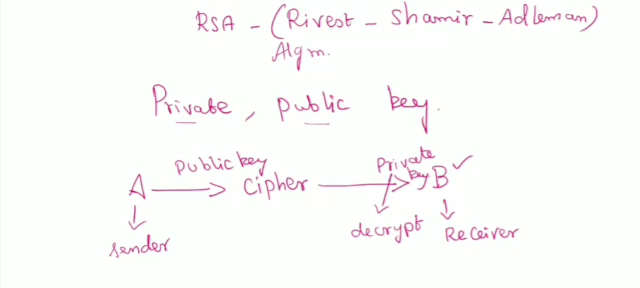 RSA - (Rivest - Shamir - Adleman)
Algm.
Private, public key.
Public key Private
A → Cipher → key B ✓
sender decrypt Receiver